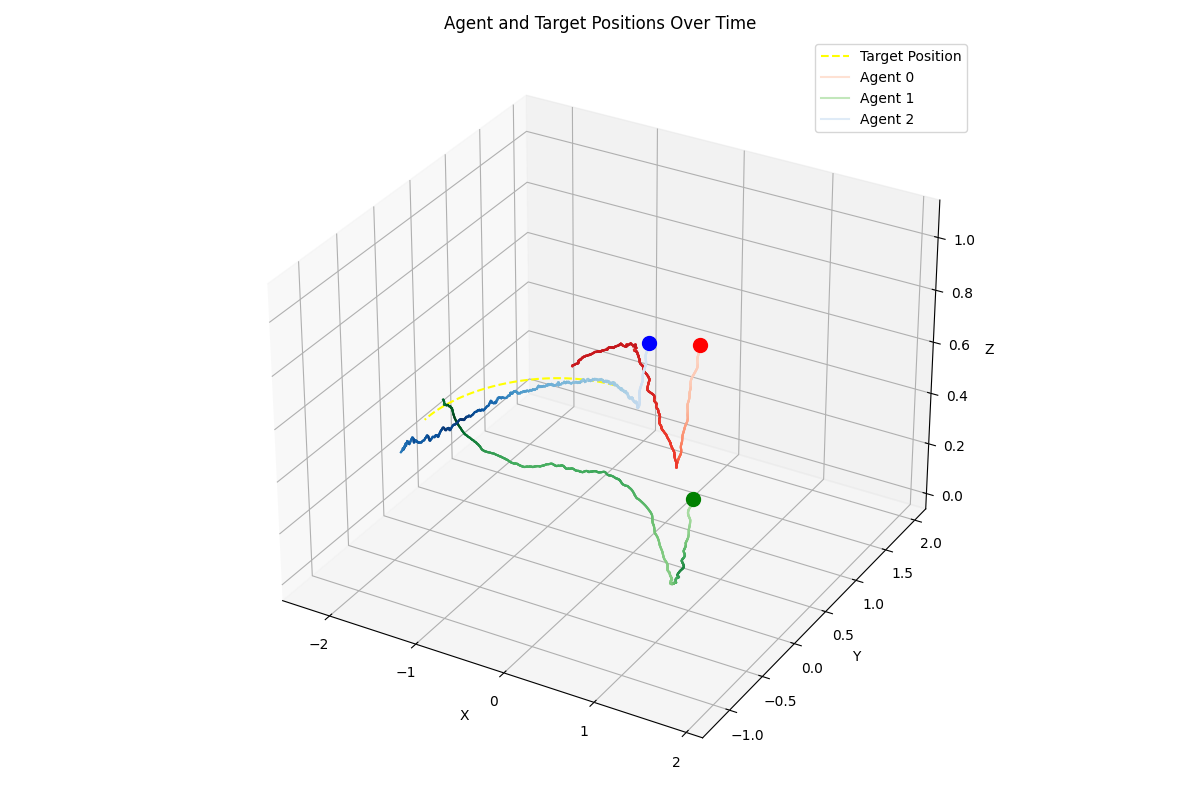 Agent and Target Positions Over Time
Target Position
Agent 0
Agent 1
Agent 2
1.0
0.8
Z
0.6
0.4
0.2
0.0
2.0
1.5
1.0
0.5
Y
0.0
−0.5
−1.0
−2
−1
0
X
1
2